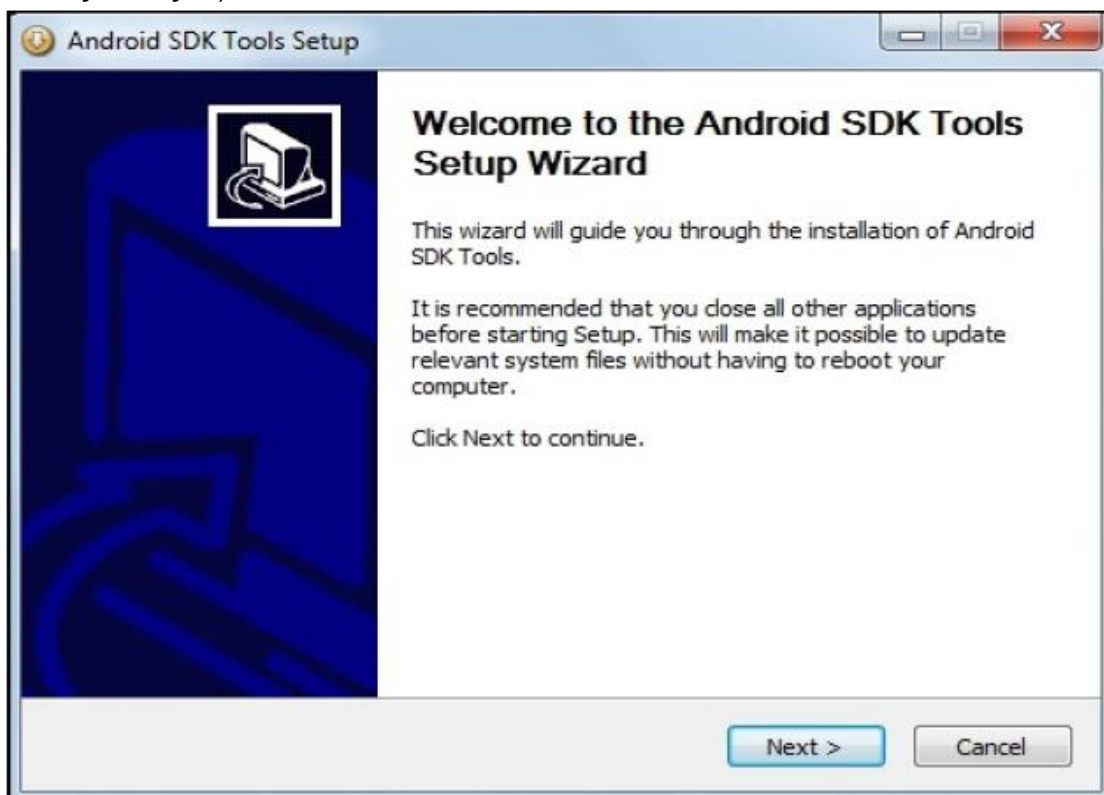 Android SDK Tools Setup
Welcome to the Android SDK Tools
Setup Wizard
This wizard will guide you through the installation of Android
SDK Tools.
It is recommended that you close all other applications
before starting Setup. This will make it possible to update
relevant system files without having to reboot your
computer.
Click Next to continue.
Next >
Cancel